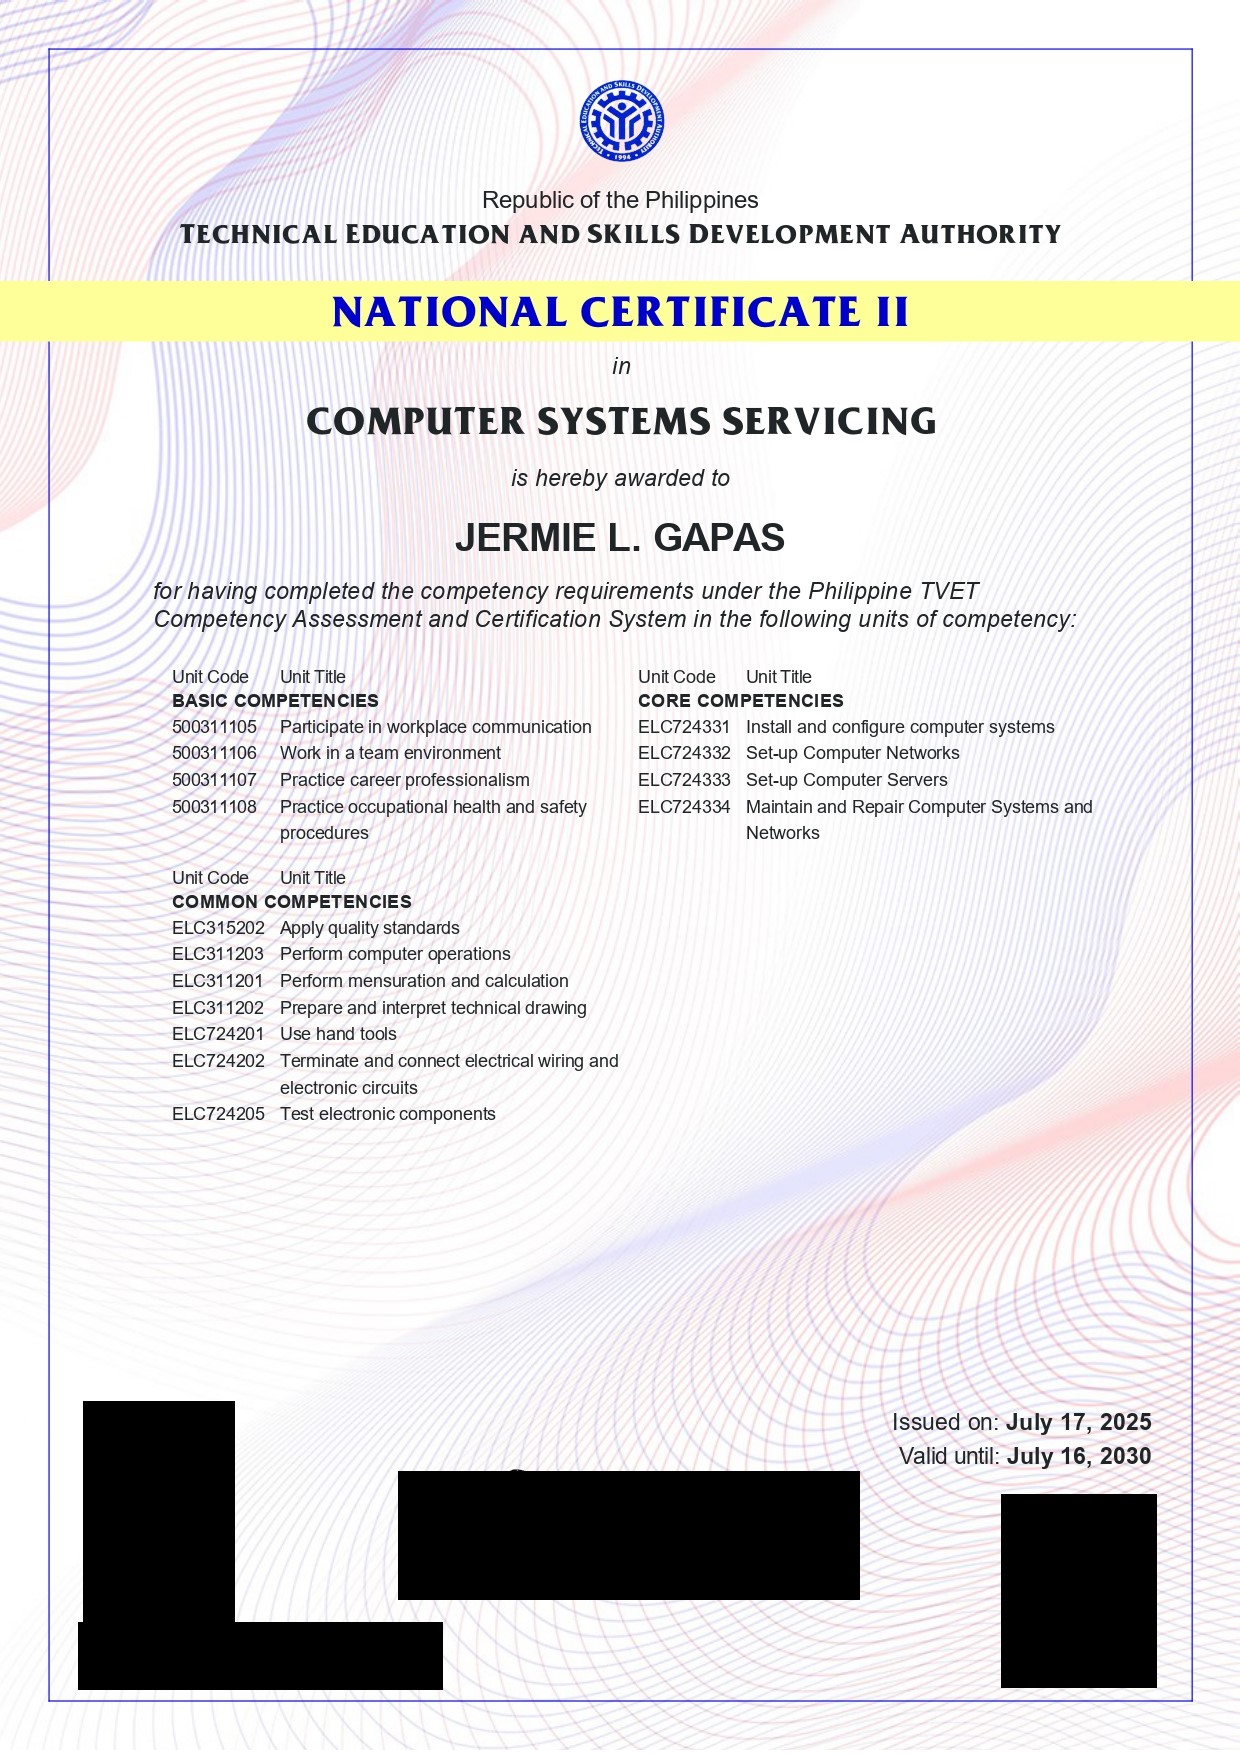 TECHNICAL EDUCATION AND SKILLS DEVELOPMENT AUTHORITY
• 1994 •
Republic of the Philippines
TECHNICAL EDUCATION AND SKILLS DEVELOPMENT AUTHORITY
NATIONAL CERTIFICATE II
in
COMPUTER SYSTEMS SERVICING
is hereby awarded to
JERMIE L. GAPAS
for having completed the competency requirements under the Philippine TVET
Competency Assessment and Certification System in the following units of competency:
Unit Code Unit Title
BASIC COMPETENCIES
500311105 Participate in workplace communication
500311106 Work in a team environment
500311107 Practice career professionalism
500311108 Practice occupational health and safety
procedures
Unit Code Unit Title
COMMON COMPETENCIES
ELC315202 Apply quality standards
ELC311203 Perform computer operations
ELC311201 Perform mensuration and calculation
ELC311202 Prepare and interpret technical drawing
ELC724201 Use hand tools
ELC724202 Terminate and connect electrical wiring and
electronic circuits
ELC724205 Test electronic components
Unit Code Unit Title
CORE COMPETENCIES
ELC724331 Install and configure computer systems
ELC724332 Set-up Computer Networks
ELC724333 Set-up Computer Servers
ELC724334 Maintain and Repair Computer Systems and
Networks
Issued on: July 17, 2025
Valid until: July 16, 2030